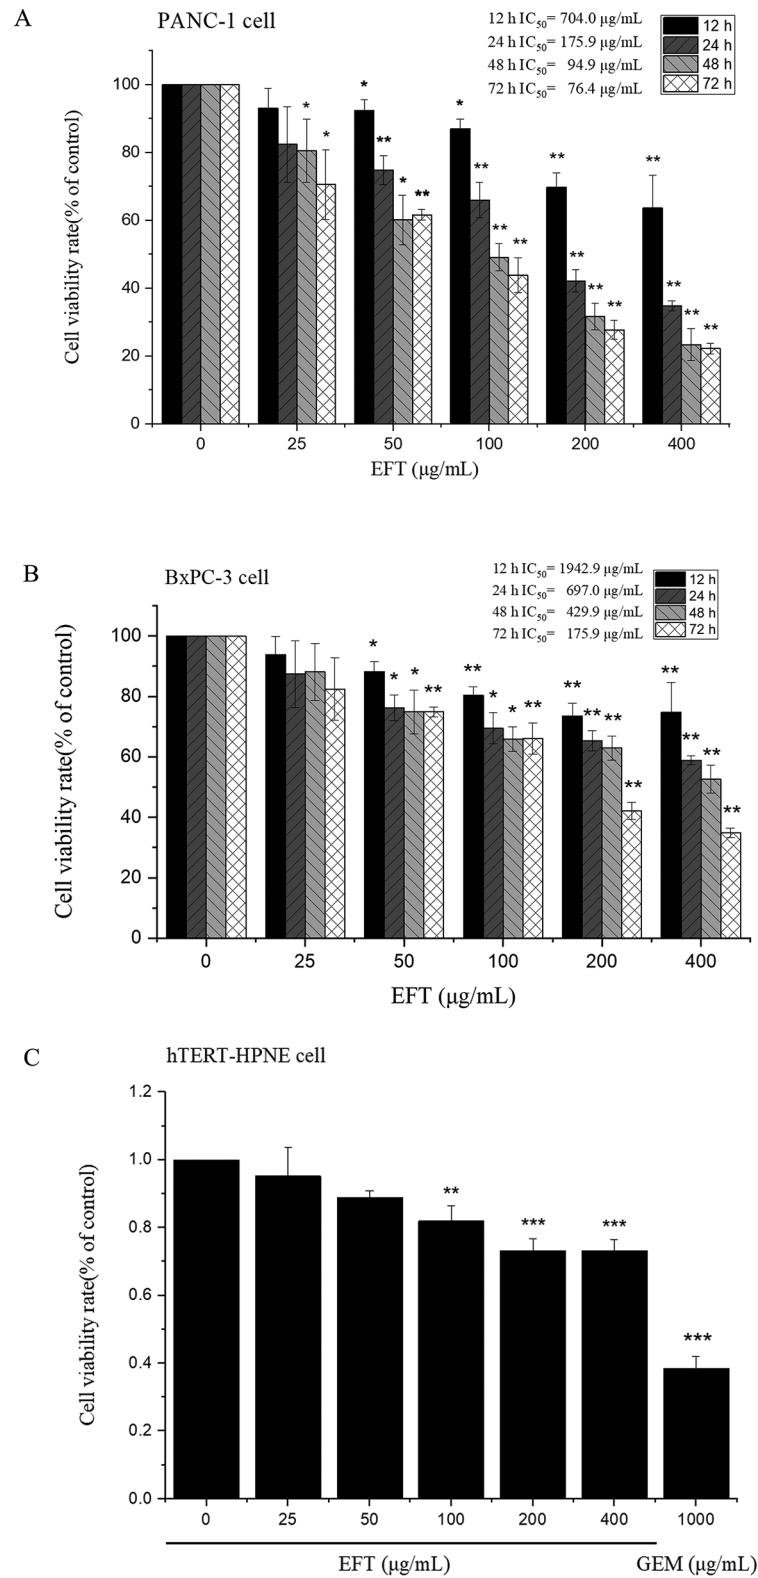 A
PANC-1 cell
12 h IC50= 704.0 μg/mL
24 h IC50= 175.9 μg/mL
48 h IC50= 94.9 μg/mL
72 h IC50= 76.4 μg/mL
12 h
24 h
48 h
72 h
Cell viability rate(% of control)
100
80
60
40
20
0
* * * ** * ** * ** ** ** ** ** ** ** ** ** ** **
0 25 50 100 200 400
EFT (μg/mL)
B
BxPC-3 cell
12 h IC50= 1942.9 μg/mL
24 h IC50= 697.0 μg/mL
48 h IC50= 429.9 μg/mL
72 h IC50= 175.9 μg/mL
12 h
24 h
48 h
72 h
Cell viability rate(% of control)
100
80
60
40
20
0
* * * ** ** * * ** ** ** ** ** ** ** ** **
0 25 50 100 200 400
EFT (μg/mL)
C
hTERT-HPNE cell
Cell viability rate(% of control)
1.2
1.0
0.8
0.6
0.4
0.2
0.0
** *** *** ***
0 25 50 100 200 400 1000
EFT (μg/mL) GEM (μg/mL)